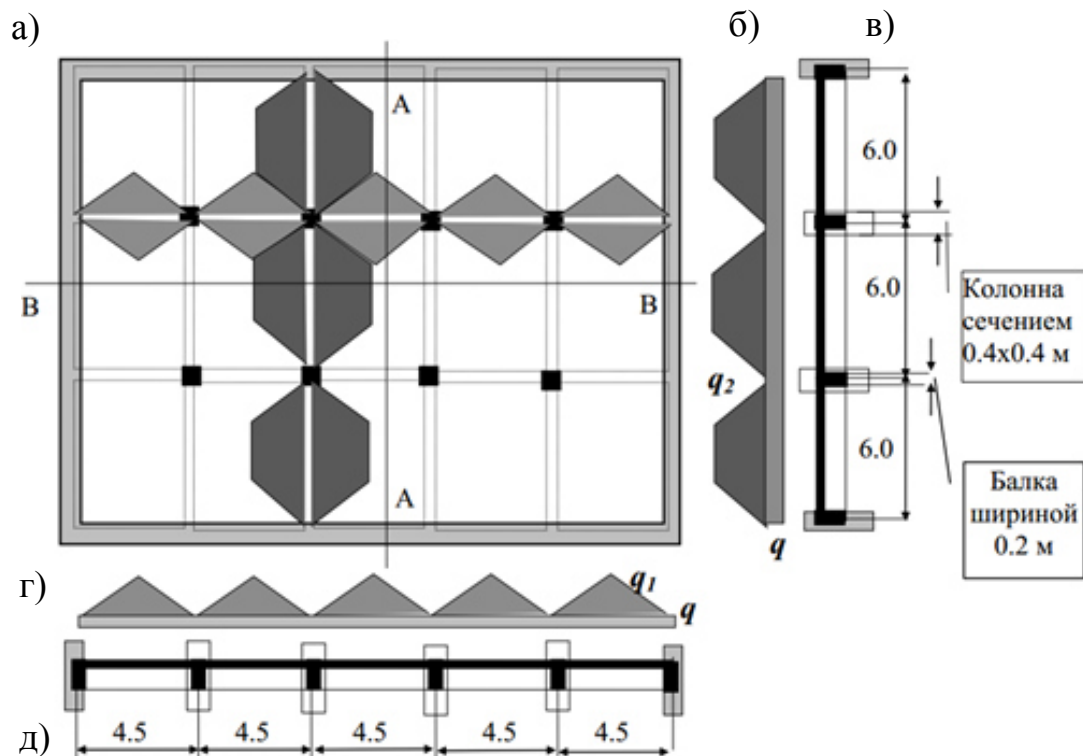 а)
б)
в)
A
6.0
B
B
6.0
Колонна
сечением
0.4х0.4 м
q2
6.0
A
Балка
шириной
0.2 м
q
г)
q1
q
д)
4.5
4.5
4.5
4.5
4.5